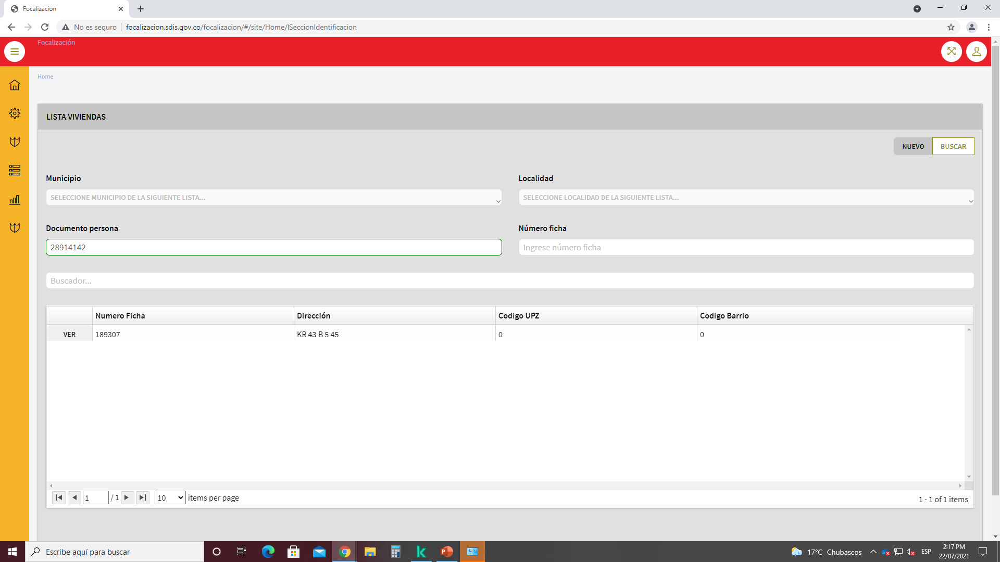 Focalizacion
No es seguro
focalizacion.sdis.gov.co/focalizacion/#/site/Home/ISeccionIdentificacion
Focalización
Home
LISTA VIVIENDAS
NUEVO
BUSCAR
Municipio
Localidad
SELECCIONE MUNICIPIO DE LA SIGUIENTE LISTA...
SELECCIONE LOCALIDAD DE LA SIGUIENTE LISTA...
Documento persona
Número ficha
28914142
Ingrese número ficha
Buscador...
Numero Ficha
Dirección
Codigo UPZ
Codigo Barrio
VER
189307
KR 43 B 5 45
0
0
1
/ 1
10
items per page
1 - 1 of 1 items
Escribe aquí para buscar
17°C Chubascos
ESP
2:17 PM
22/07/2021